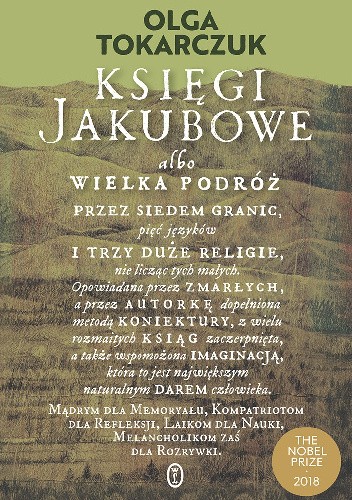 OLGA
TOKARCZUK
KSIĘGI
JAKUBOWE
albo
WIELKA PODRÓŻ
PRZEZ SIEDEM GRANIC,
pięć języków
I TRZY DUŻE RELIGIE,
nie licząc tych małych.
Opowiadana przez ZMARŁYCH,
a przez AUTORKĘ dopełniona
metodą KONIEKTURY, z wielu
rozmaitych KSIĄG zaczerpnięta,
a także wspomożona IMAGINACJĄ,
która to jest największym
naturalnym DAREM człowieka.
Mądrym dla Memoryału, Kompatriotom
dla Refleksji, Laikom dla Nauki,
Melancholikom zaś
dla Rozrywki.
THE
NOBEL
PRIZE
2018